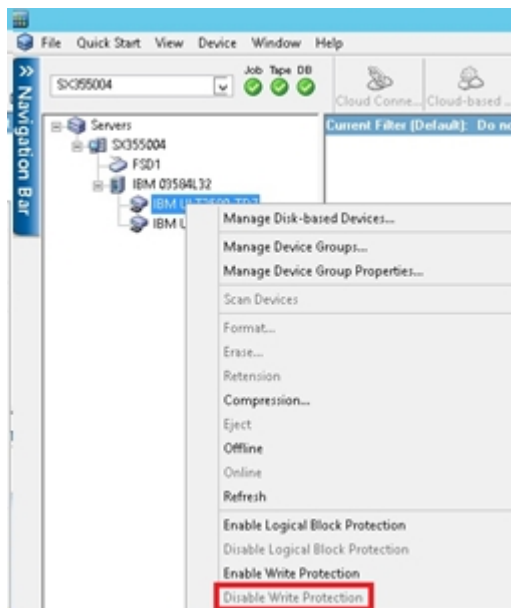 File Quick Start View Device Window Help
Job Tape DB
SX355004
Cloud Conne... Cloud-based ...
Navigation Bar
Servers
Current Filter (Default): Do no
SX355004
FSD1
IBM 03584L32
IBM
IBM U
Manage Disk-based Devices...
Manage Device Groups...
Manage Device Group Properties...
Scan Devices
Format...
Erase...
Retension
Compression...
Eject
Offline
Online
Refresh
Enable Logical Block Protection
Disable Logical Block Protection
Enable Write Protection
Disable Write Protection